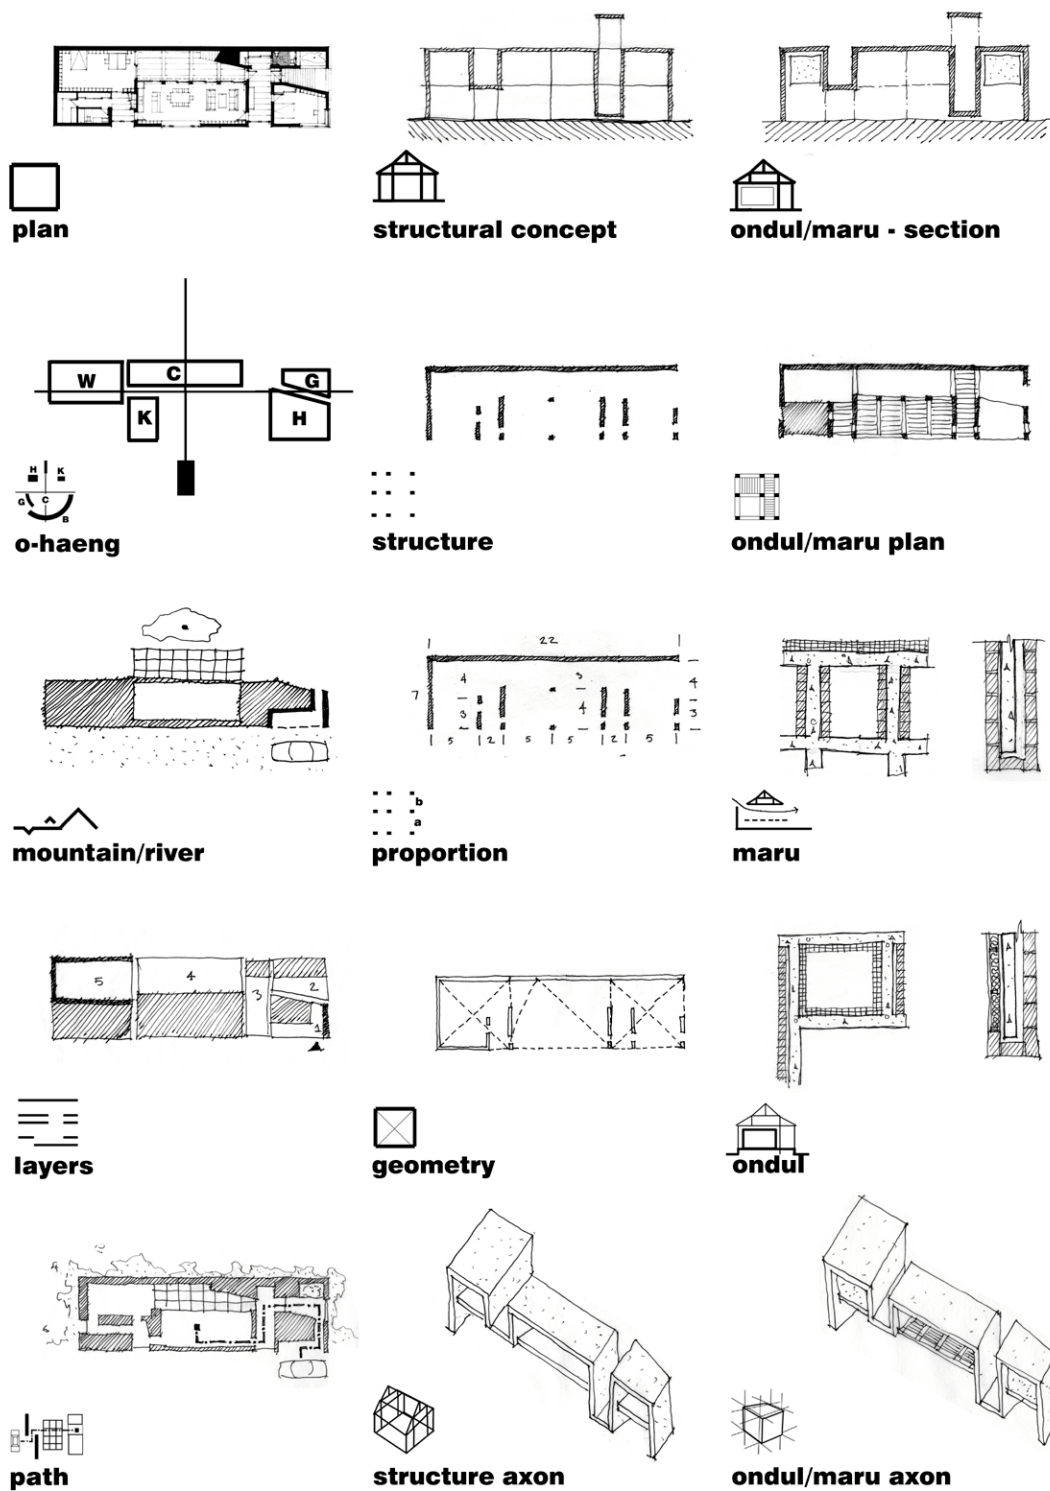 plan
structural concept
ondul/maru - section
W
C
G
K
H
H
K
G
C
B
o-haeng
structure
ondul/maru plan
mountain/river
22
7
4
3
3
4
4
3
5
2
5
5
2
5
b
a
proportion
maru
5
4
3
2
1
layers
geometry
ondul
path
structure axon
ondul/maru axon